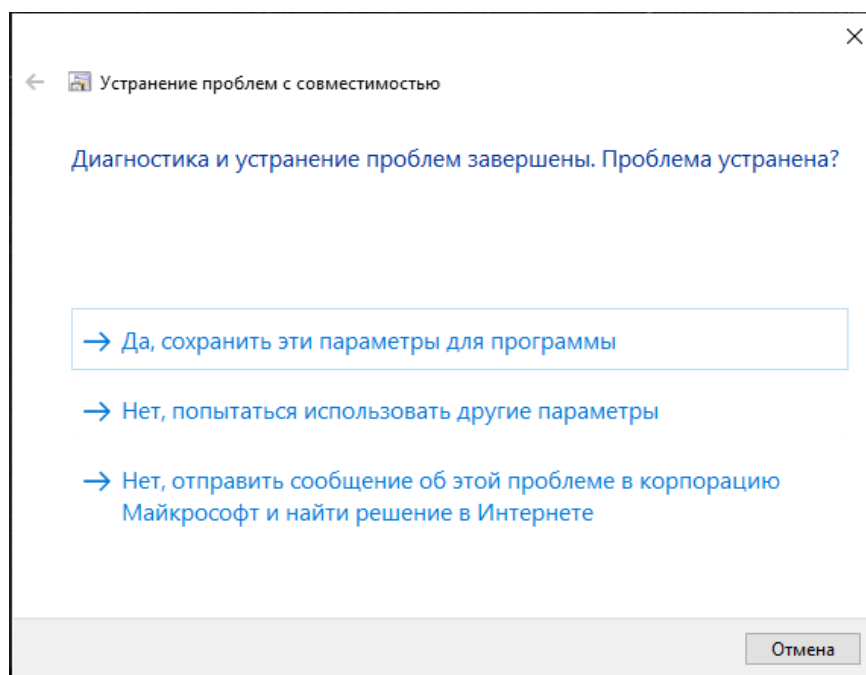 Устранение проблем с совместимостью
Диагностика и устранение проблем завершены. Проблема устранена?
Да, сохранить эти параметры для программы
Нет, попытаться использовать другие параметры
Нет, отправить сообщение об этой проблеме в корпорацию
Майкрософт и найти решение в Интернете
Отмена